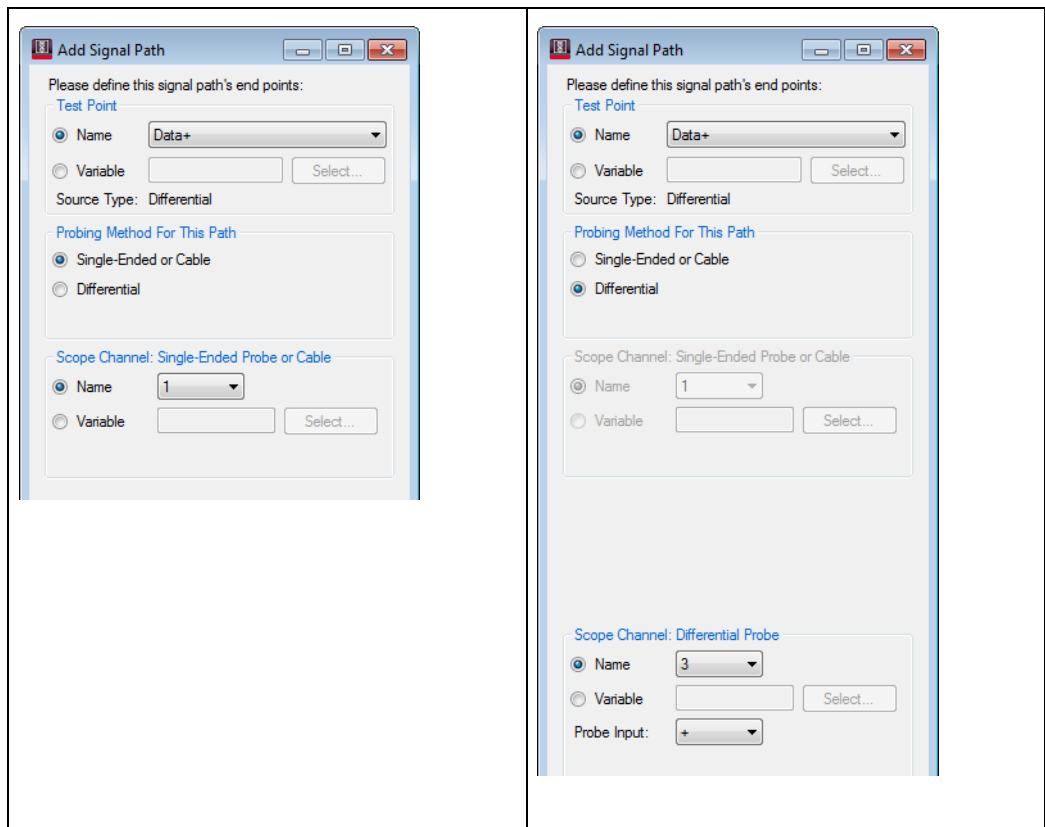 Add Signal Path
Please define this signal path's end points:
Test Point
Name Data+
Variable Select...
Source Type: Differential
Probing Method For This Path
Single-Ended or Cable
Differential
Scope Channel: Single-Ended Probe or Cable
Name 1
Variable Select...
Add Signal Path
Please define this signal path's end points:
Test Point
Name Data+
Variable Select...
Source Type: Differential
Probing Method For This Path
Single-Ended or Cable
Differential
Scope Channel: Single-Ended Probe or Cable
Name 1
Variable Select...
Scope Channel: Differential Probe
Name 3
Variable Select...
Probe Input: +